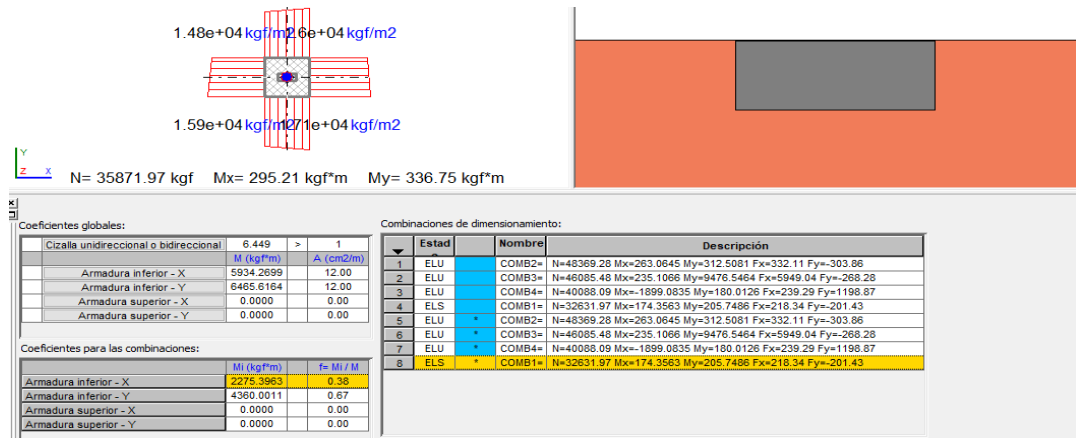 1.48e+04 kgf/m2 1.6e+04 kgf/m2
1.59e+04 kgf/m2 1.71e+04 kgf/m2
Y
Z X
N= 35871.97 kgf Mx= 295.21 kgf*m My= 336.75 kgf*m
Coeficientes globales:
Cizalla unidireccional o bidireccional 6.449 > 1
M (kgf*m) A (cm2/m)
Armadura inferior - X 5934.2699 12.00
Armadura inferior - Y 6465.6164 12.00
Armadura superior - X 0.0000 0.00
Armadura superior - Y 0.0000 0.00
Coeficientes para las combinaciones:
Mi (kgf*m) f= Mi / M
Armadura inferior - X 2275.3963 0.38
Armadura inferior - Y 4360.0011 0.67
Armadura superior - X 0.0000 0.00
Armadura superior - Y 0.0000 0.00
Combinaciones de dimensionamiento:
Estad Nombre Descripción
1 ELU COMB2= N=48369.28 Mx=263.0645 My=312.5081 Fx=332.11 Fy=-303.86
2 ELU COMB3= N=46085.48 Mx=235.1066 My=9476.5464 Fx=5949.04 Fy=-268.28
3 ELU COMB4= N=40088.09 Mx=-1899.0835 My=180.0126 Fx=239.29 Fy=1198.87
4 ELS COMB1= N=32631.97 Mx=174.3563 My=205.7486 Fx=218.34 Fy=-201.43
5 ELU * COMB2= N=48369.28 Mx=263.0645 My=312.5081 Fx=332.11 Fy=-303.86
6 ELU * COMB3= N=46085.48 Mx=235.1066 My=9476.5464 Fx=5949.04 Fy=-268.28
7 ELU * COMB4= N=40088.09 Mx=-1899.0835 My=180.0126 Fx=239.29 Fy=1198.87
8 ELS * COMB1= N=32631.97 Mx=174.3563 My=205.7486 Fx=218.34 Fy=-201.43